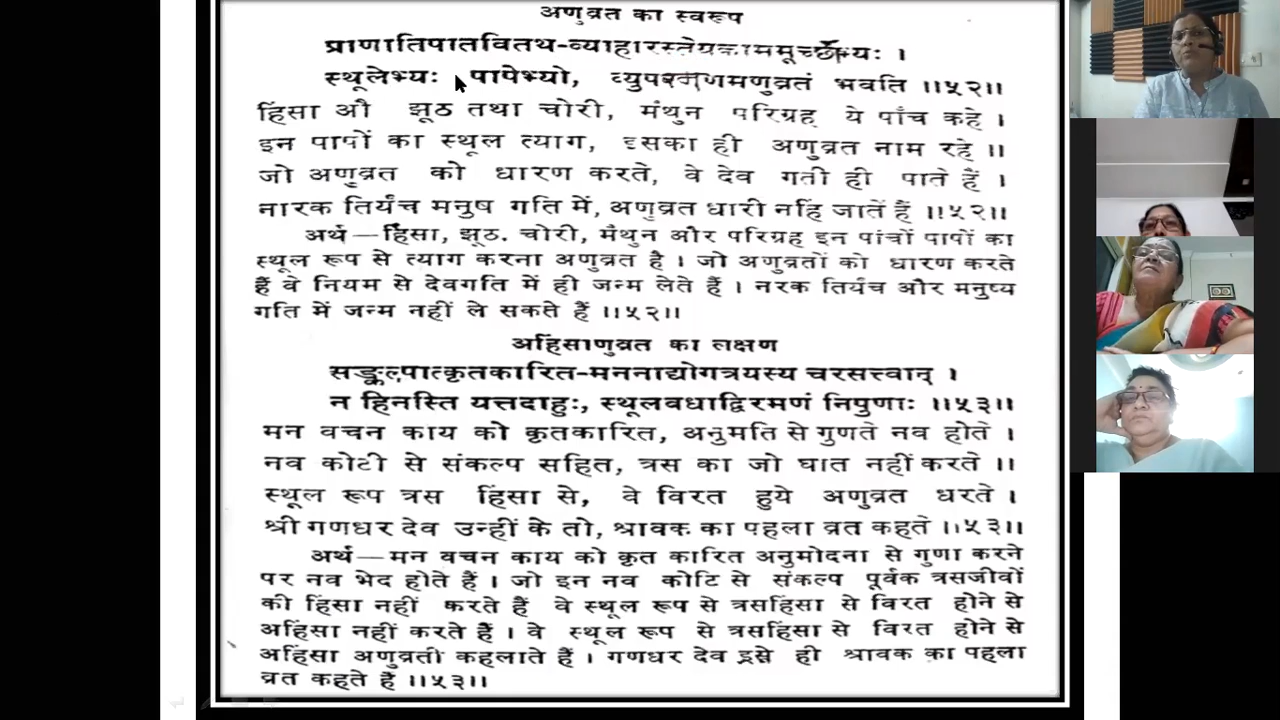 अणुव्रत का स्वरूप
प्राणातिपातवितथ-व्याहारस्तेयकाममूर्च्छेभ्यः ।
स्थूलेभ्यः पापेभ्यो, व्युपरमणमणुव्रतं भवति ॥५२॥
हिंसा औ झूठ तथा चोरी, मैथुन परिग्रह ये पाँच कहे ।
इन पापों का स्थूल त्याग, इसका ही अणुव्रत नाम रहे ॥
जो अणुव्रत को धारण करते, वे देव गती ही पाते हैं ।
नारक तिर्यंच मनुष गति में, अणुव्रत धारी नहिं जातें हैं ॥५२॥
अर्थ—हिंसा, झूठ. चोरी, मैथुन और परिग्रह इन पांचों पापों का
स्थूल रूप से त्याग करना अणुव्रत है । जो अणुव्रतों को धारण करते
हैं वे नियम से देवगति में ही जन्म लेते हैं । नरक तिर्यंच और मनुष्य
गति में जन्म नहीं ले सकते हैं ॥५२॥
अहिंसाणुव्रत का लक्षण
सङ्कल्पात्कृतकारित-मननाद्योगत्रयस्य चरसत्त्वान् ।
न हिनस्ति यत्तदाहुः, स्थूलवधाद्विरमणं निपुणाः ॥५३॥
मन वचन काय को कृतकारित, अनुमति से गुणते नव होते ।
नव कोटी से संकल्प सहित, त्रस का जो घात नहीं करते ॥
स्थूल रूप त्रस हिंसा से, वे विरत हुये अणुव्रत धरते ।
श्री गणधर देव उन्हीं के तो, श्रावक का पहला व्रत कहते ॥५३॥
अर्थ—मन वचन काय को कृत कारित अनुमोदना से गुणा करने
पर नव भेद होते हैं । जो इन नव कोटि से संकल्प पूर्वक त्रसजीवों
की हिंसा नहीं करते हैं वे स्थूल रूप से त्रसहिंसा से विरत होने से
अहिंसा नहीं करते हैं । वे स्थूल रूप से त्रसहिंसा से विरत होने से
अहिंसा अणुव्रती कहलाते हैं । गणधर देव इसे ही श्रावक का पहला
व्रत कहते हैं ॥५३॥